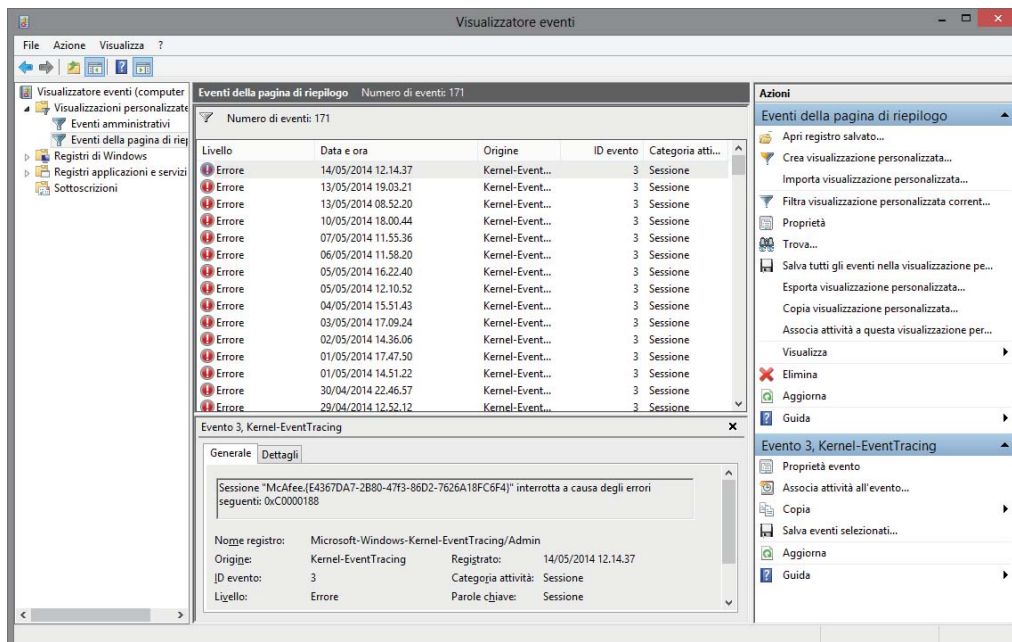 Visualizzatore eventi
File Azione Visualizza ?
Visualizzatore eventi (computer
Visualizzazioni personalizzate
Eventi amministrativi
Eventi della pagina di riep
Registri di Windows
Registri applicazioni e servizi
Sottoscrizioni
Eventi della pagina di riepilogo Numero di eventi: 171
Numero di eventi: 171
Livello Data e ora Origine ID evento Categoria atti...
Errore 14/05/2014 12.14.37 Kernel-Event... 3 Sessione
Errore 13/05/2014 19.03.21 Kernel-Event... 3 Sessione
Errore 13/05/2014 08.52.20 Kernel-Event... 3 Sessione
Errore 10/05/2014 18.00.44 Kernel-Event... 3 Sessione
Errore 07/05/2014 11.55.36 Kernel-Event... 3 Sessione
Errore 06/05/2014 11.58.20 Kernel-Event... 3 Sessione
Errore 05/05/2014 16.22.40 Kernel-Event... 3 Sessione
Errore 05/05/2014 12.10.52 Kernel-Event... 3 Sessione
Errore 04/05/2014 15.51.43 Kernel-Event... 3 Sessione
Errore 03/05/2014 17.09.24 Kernel-Event... 3 Sessione
Errore 02/05/2014 14.36.06 Kernel-Event... 3 Sessione
Errore 01/05/2014 17.47.50 Kernel-Event... 3 Sessione
Errore 01/05/2014 14.51.22 Kernel-Event... 3 Sessione
Errore 30/04/2014 22.46.57 Kernel-Event... 3 Sessione
Errore 29/04/2014 12.52.12 Kernel-Event... 3 Sessione
Evento 3, Kernel-EventTracing
Generale Dettagli
Sessione "McAfee.{E4367DA7-2B80-47f3-86D2-7626A18FC6F4}" interrotta a causa degli errori
seguenti: 0xC0000188
Nome registro: Microsoft-Windows-Kernel-EventTracing/Admin
Origine: Kernel-EventTracing Registrato: 14/05/2014 12.14.37
ID evento: 3 Categoria attività: Sessione
Livello: Errore Parole chiave: Sessione
Azioni
Eventi della pagina di riepilogo
Apri registro salvato...
Crea visualizzazione personalizzata...
Importa visualizzazione personalizzata...
Filtra visualizzazione personalizzata corrent...
Proprietà
Trova...
Salva tutti gli eventi nella visualizzazione pe...
Esporta visualizzazione personalizzata...
Copia visualizzazione personalizzata...
Associa attività a questa visualizzazione per...
Visualizza
Elimina
Aggiorna
Guida
Evento 3, Kernel-EventTracing
Proprietà evento
Associa attività all'evento...
Copia
Salva eventi selezionati...
Aggiorna
Guida